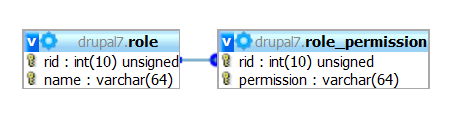 v drupal7.role
rid : int(10) unsigned
name : varchar(64)
v drupal7.role_permission
rid : int(10) unsigned
permission : varchar(64)